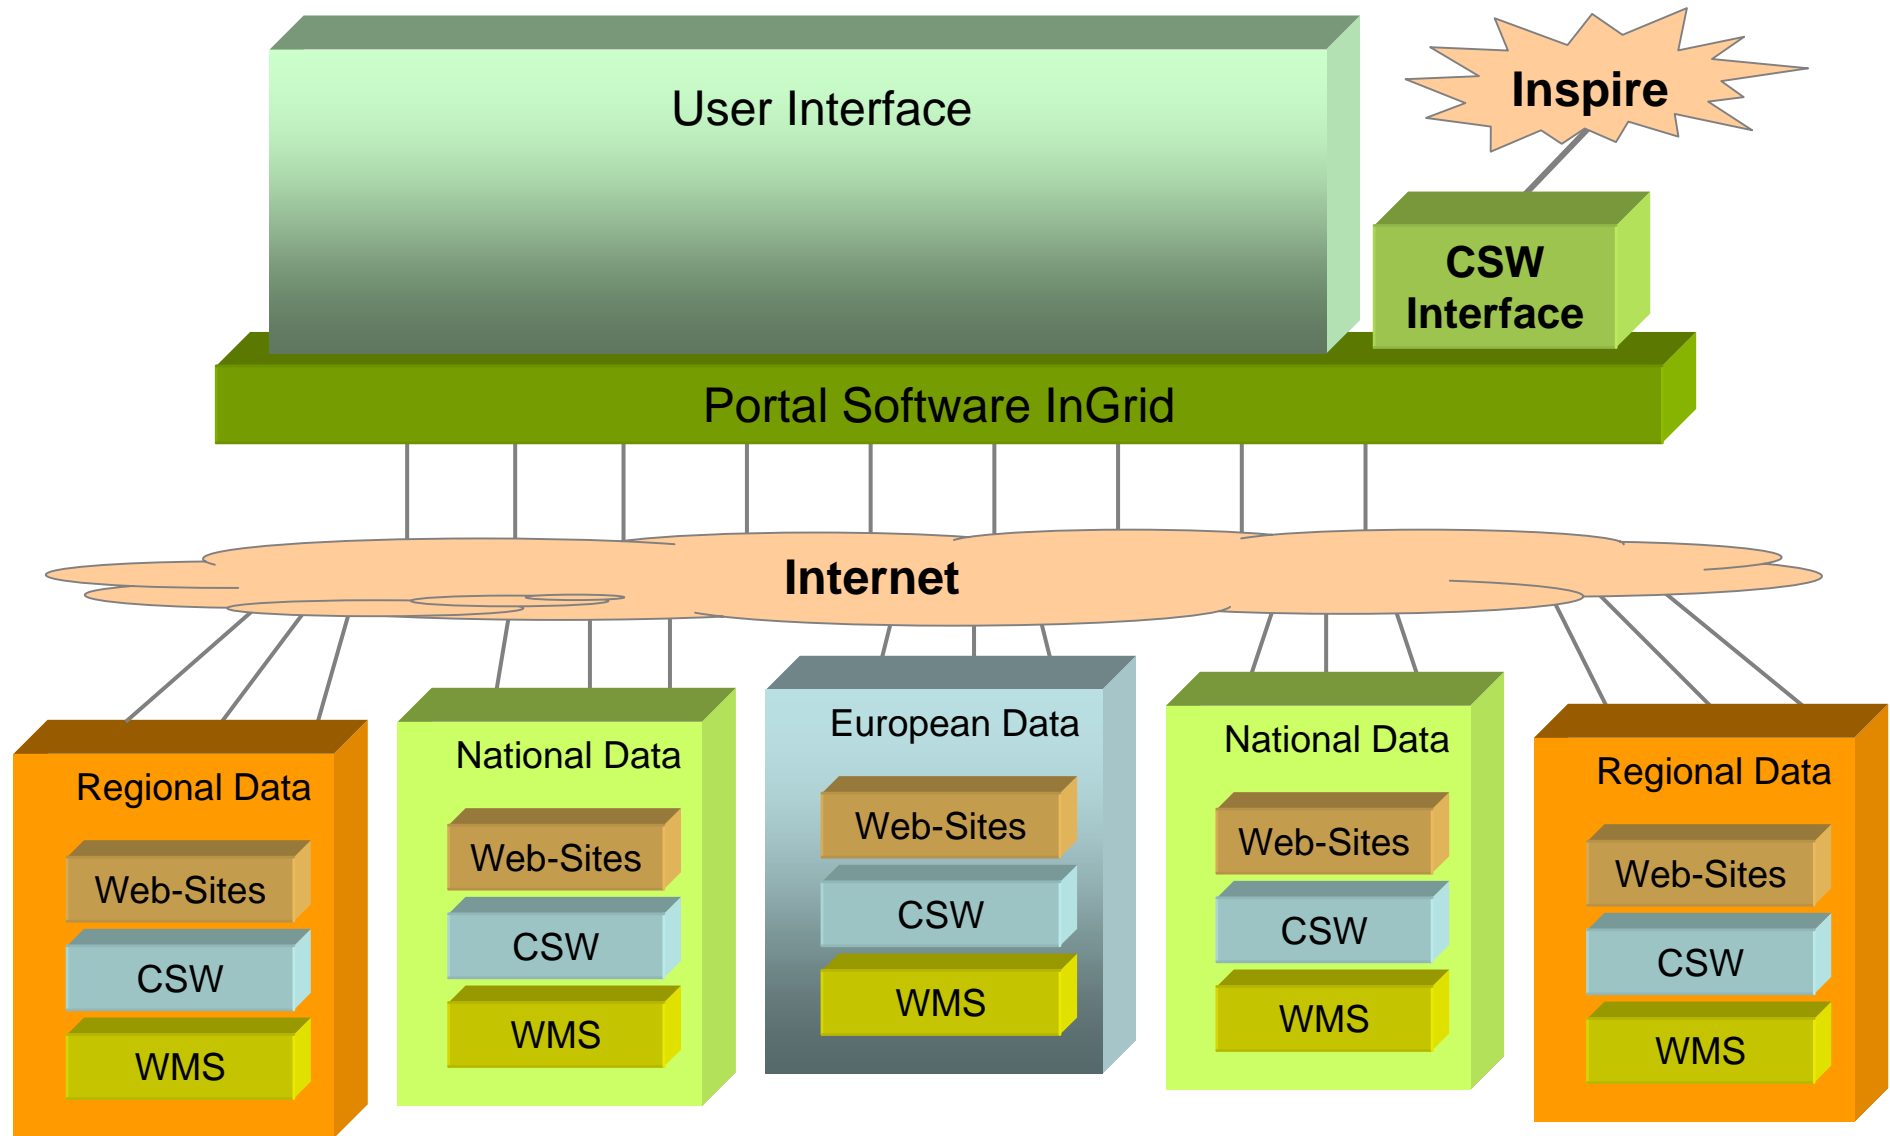 User Interface
Inspire
CSW
Interface
Portal Software InGrid
Internet
Regional Data
Web-Sites
CSW
WMS
National Data
Web-Sites
CSW
WMS
European Data
Web-Sites
CSW
WMS
National Data
Web-Sites
CSW
WMS
Regional Data
Web-Sites
CSW
WMS